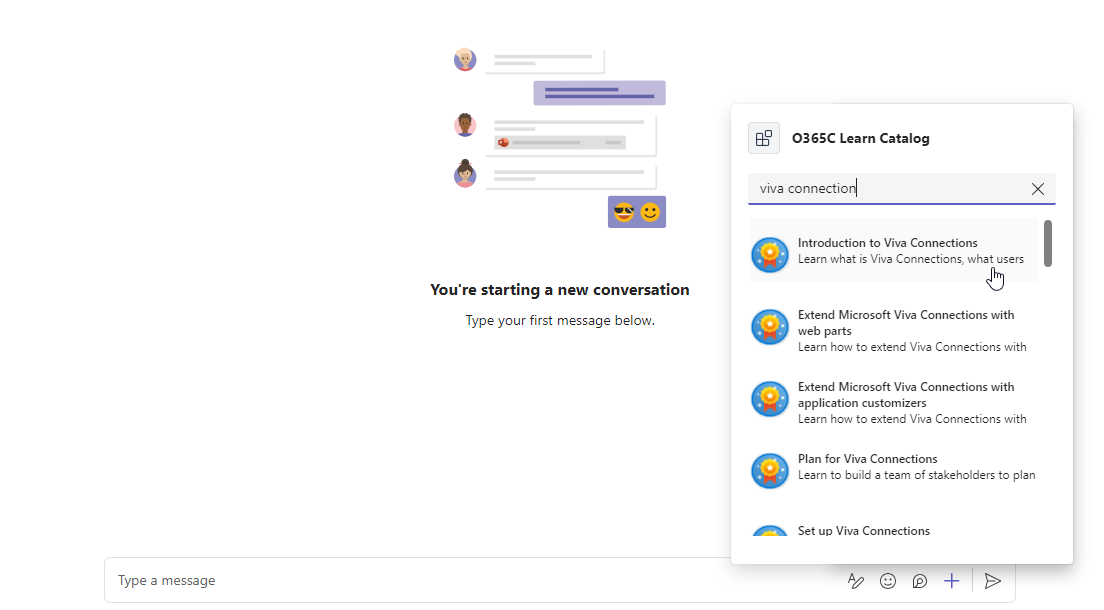 O365C Learn Catalog
viva connection
Introduction to Viva Connections
Learn what is Viva Connections, what users
Extend Microsoft Viva Connections with
web parts
Learn how to extend Viva Connections with
Extend Microsoft Viva Connections with
application customizers
Learn how to extend Viva Connections with
Plan for Viva Connections
Learn to build a team of stakeholders to plan
Set up Viva Connections
You're starting a new conversation
Type your first message below.
Type a message